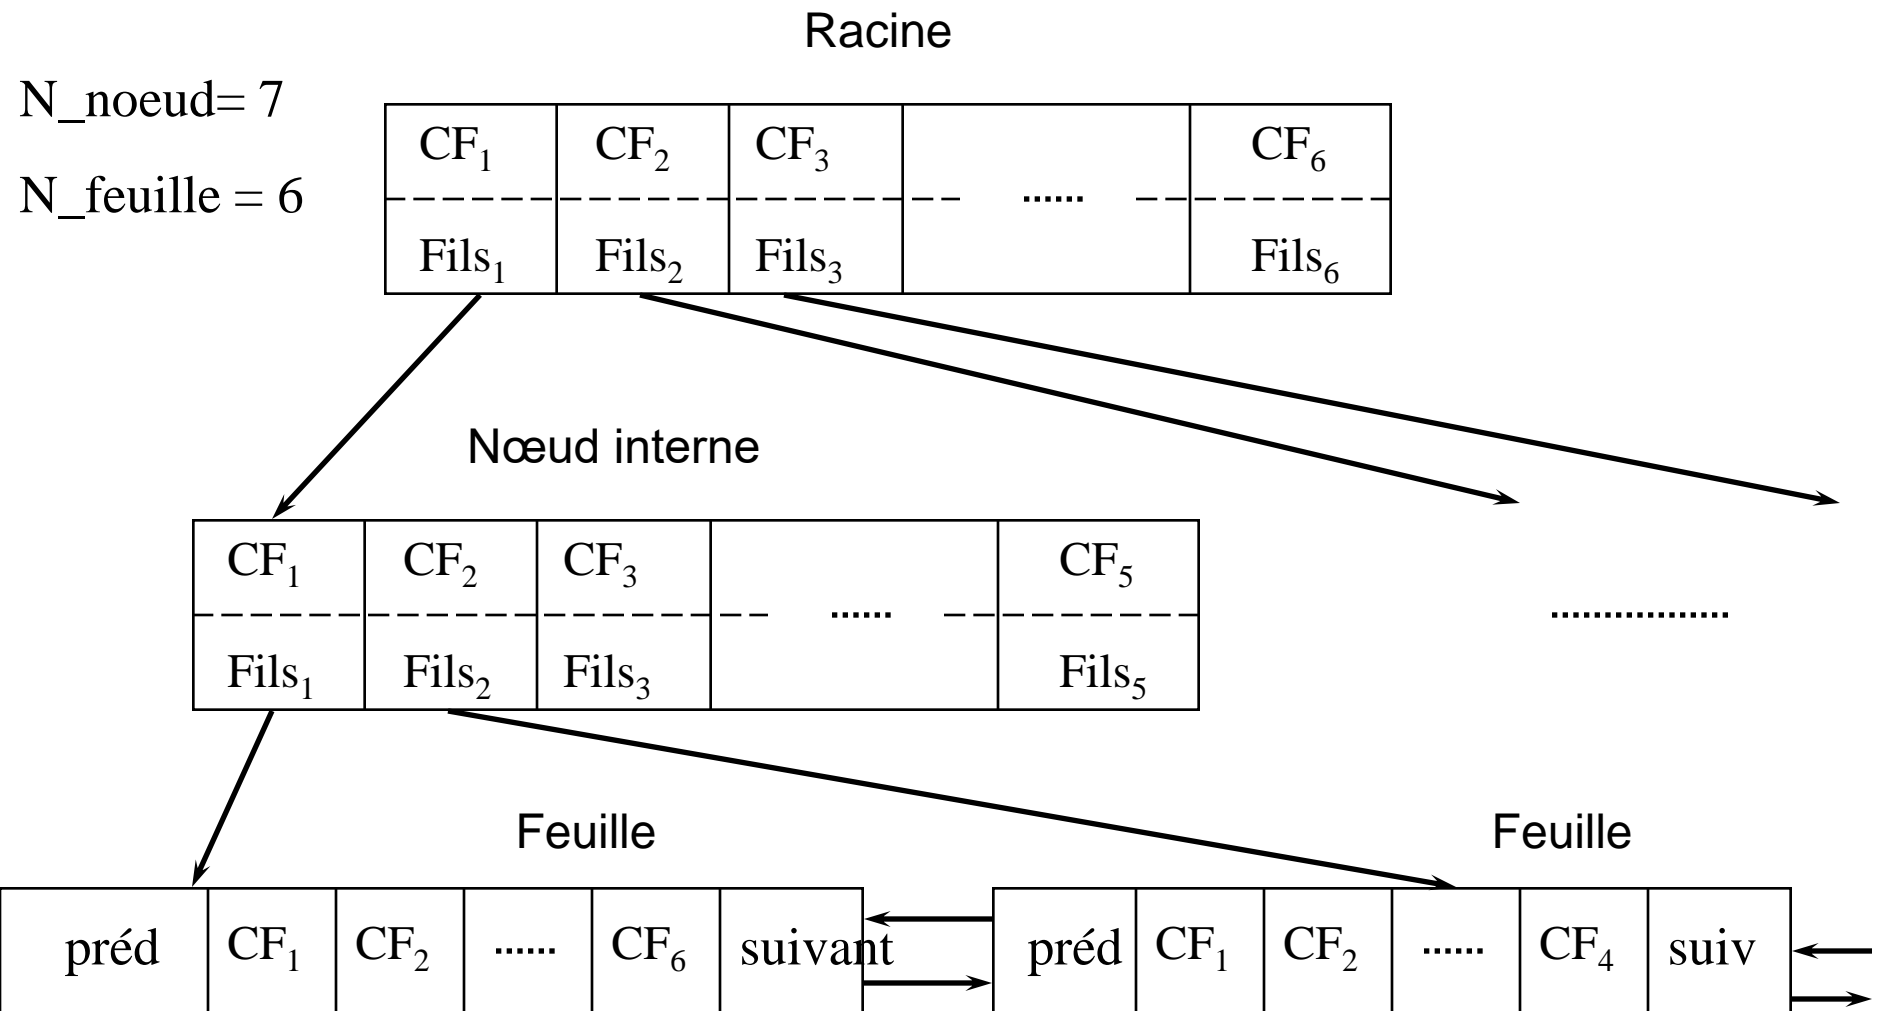 Racine
N_noeud= 7
N_feuille = 6
CF1 CF2 CF3 ...... CF6
Fils1 Fils2 Fils3 Fils6
Nœud interne
CF1 CF2 CF3 ...... CF5
Fils1 Fils2 Fils3 Fils5
.................
Feuille Feuille
préd CF1 CF2 ...... CF6 suivant préd CF1 CF2 ...... CF4 suiv